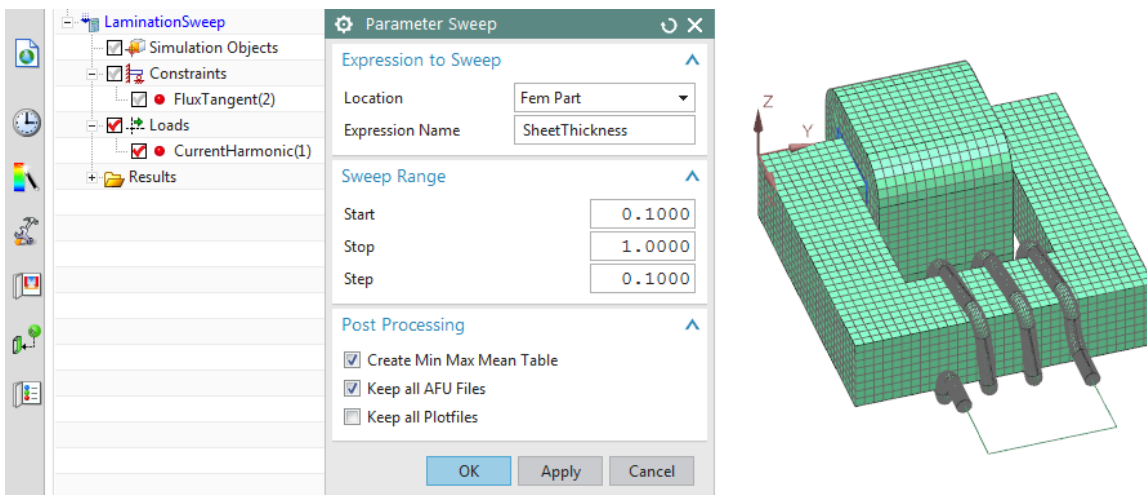 LaminationSweep
Simulation Objects
Constraints
FluxTangent(2)
Loads
CurrentHarmonic(1)
Results
Parameter Sweep
Expression to Sweep
Location Fem Part
Expression Name SheetThickness
Sweep Range
Start 0.1000
Stop 1.0000
Step 0.1000
Post Processing
Create Min Max Mean Table
Keep all AFU Files
Keep all Plotfiles
OK Apply Cancel
Z
Y